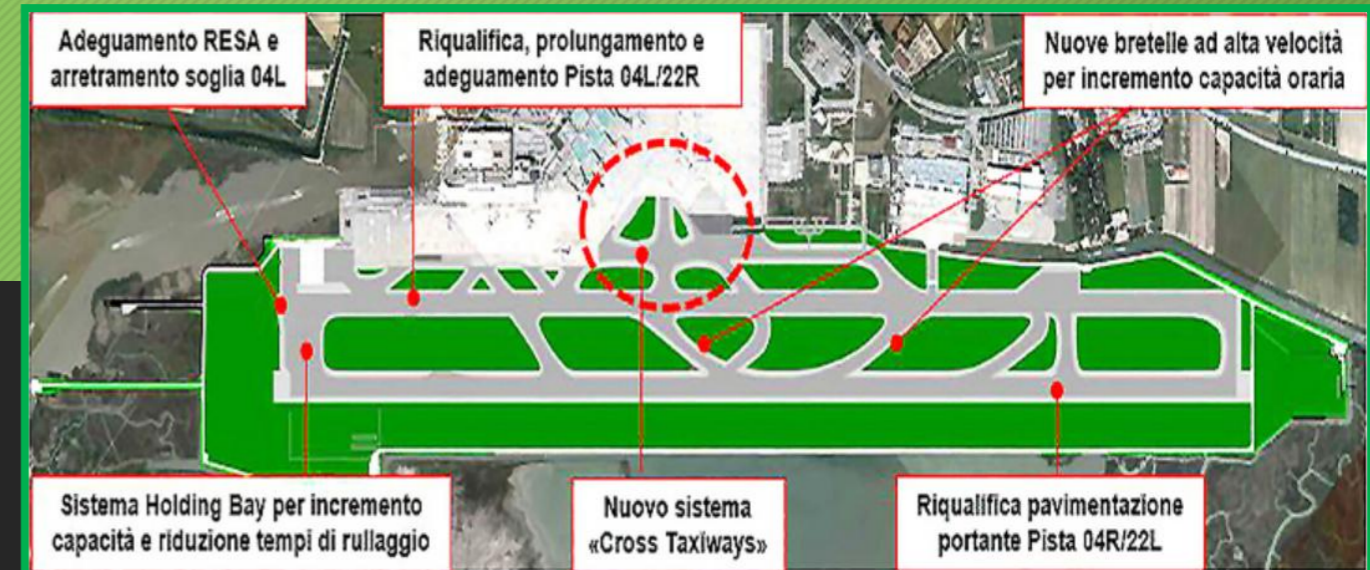 Adeguamento RESA e
arretramento soglia 04L
Riqualifica, prolungamento e
adeguamento Pista 04L/22R
Nuove bretelle ad alta velocità
per incremento capacità oraria
Sistema Holding Bay per incremento
capacità e riduzione tempi di rullaggio
Nuovo sistema
«Cross Taxiways»
Riqualifica pavimentazione
portante Pista 04R/22L